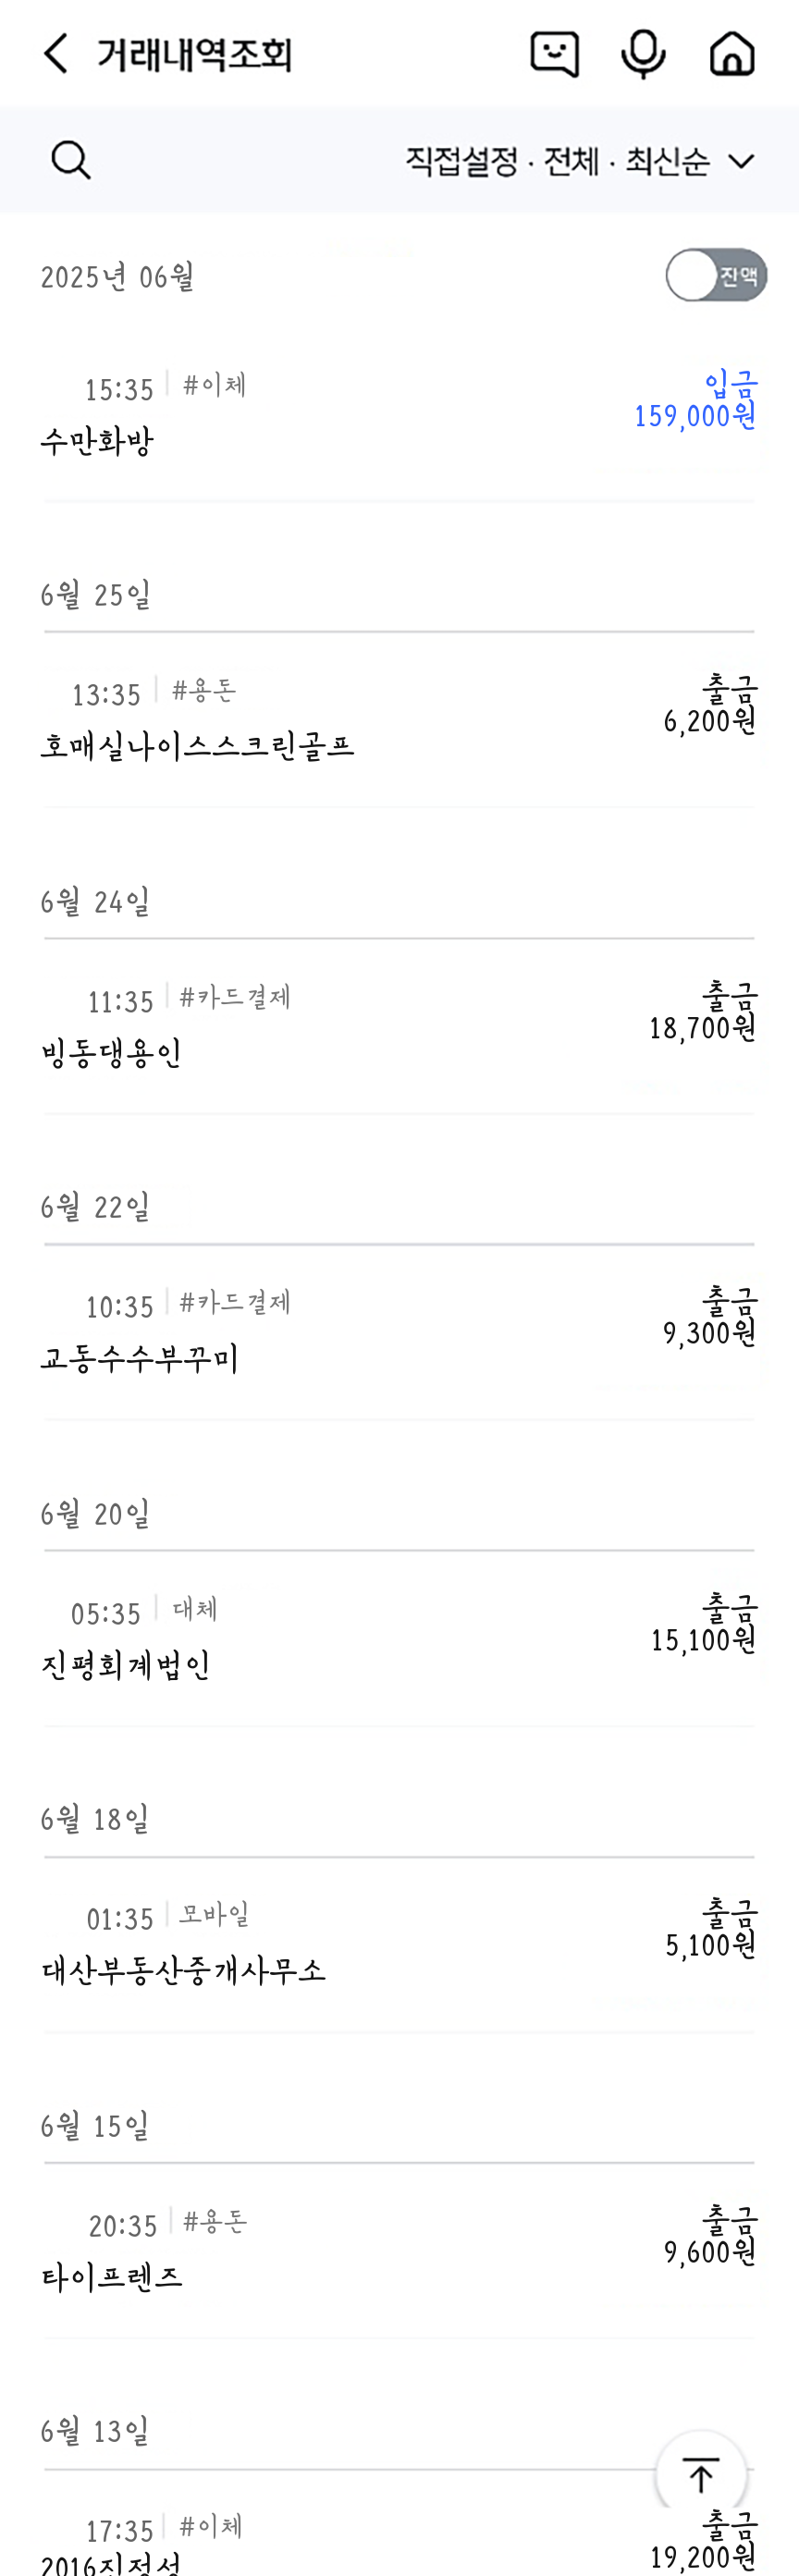 거래내역조회
직접설정 · 전체 · 최신순
2025년 06월
잔액
15:35 #이체
입금
수만화방
159,000원
6월 25일
13:35 #용돈
출금
호매실나이스스크린골프
6,200원
6월 24일
11:35 #카드결제
출금
빙동댕용인
18,700원
6월 22일
10:35 #카드결제
출금
교동수수부꾸미
9,300원
6월 20일
05:35 대체
출금
진평회계법인
15,100원
6월 18일
01:35 모바일
출금
대산부동산중개사무소
5,100원
6월 15일
20:35 #용돈
출금
타이프렌즈
9,600원
6월 13일
17:35 #이체
출금
2016진정성
19,200원